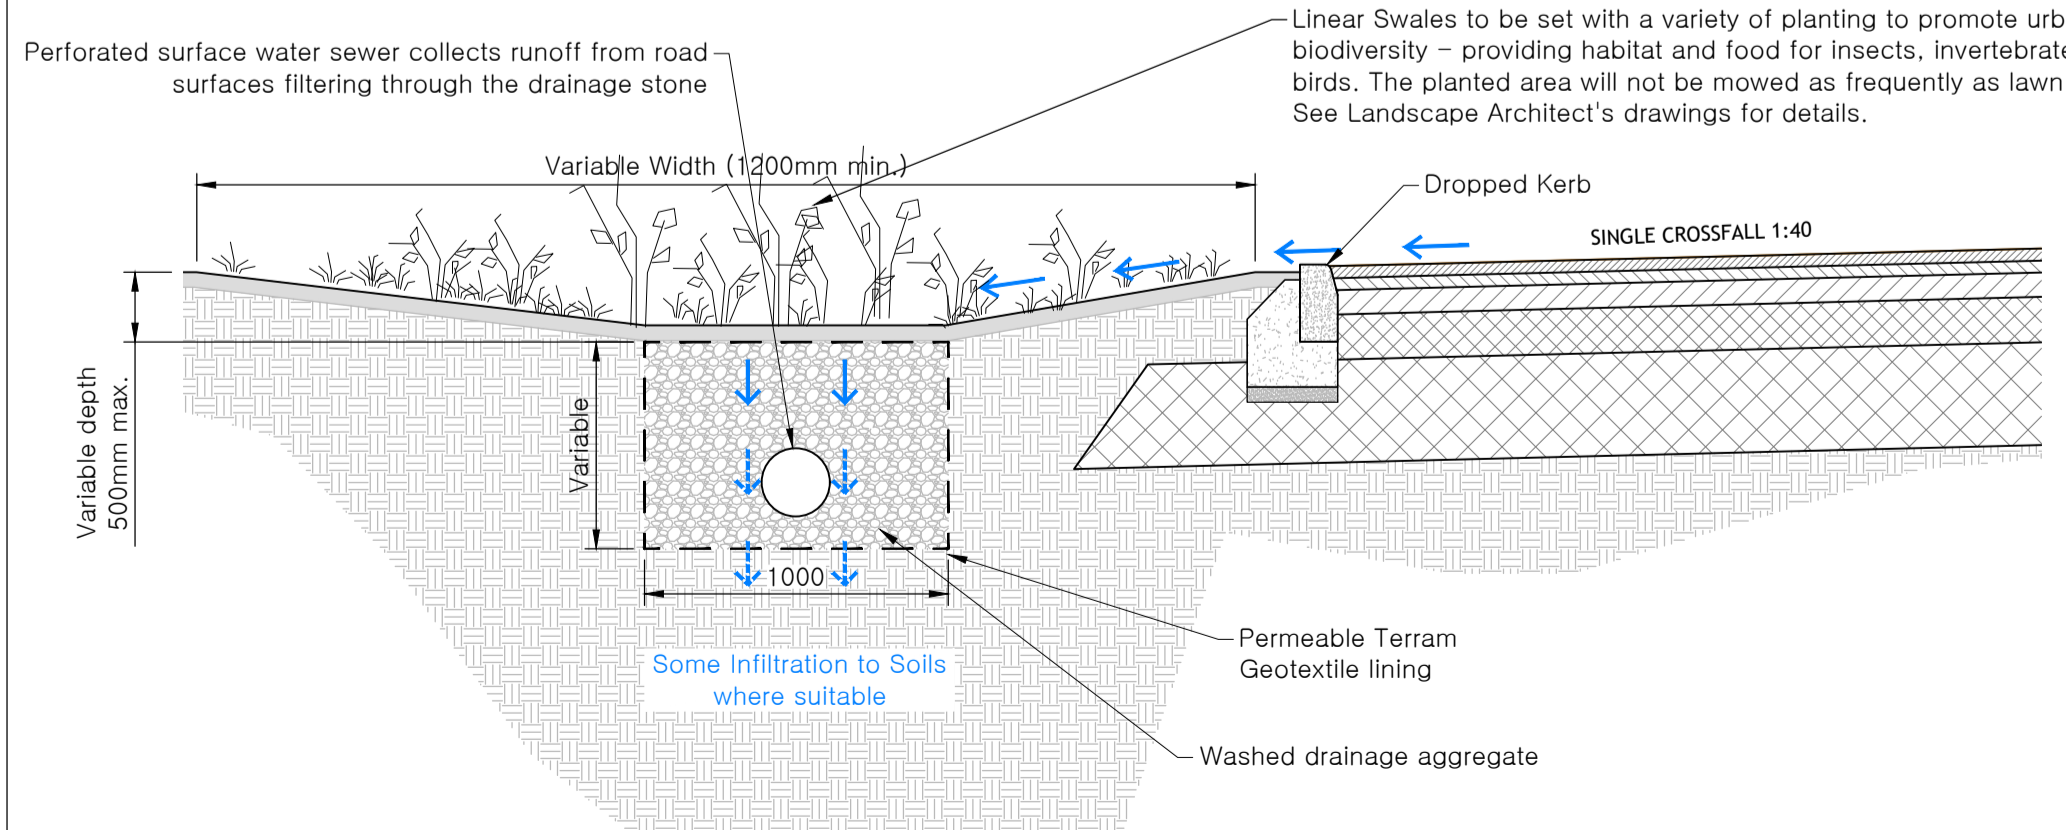 Perforated surface water sewer collects runoff from road
surfaces filtering through the drainage stone
Linear Swales to be set with a variety of planting to promote urb
biodiversity – providing habitat and food for insects, invertebrate
birds. The planted area will not be mowed as frequently as lawn
See Landscape Architect's drawings for details.
Variable Width (1200mm min.)
Dropped Kerb
SINGLE CROSSFALL 1:40
Variable depth
500mm max.
Variable
1000
Permeable Terram
Geotextile lining
Some Infiltration to Soils
where suitable
Washed drainage aggregate